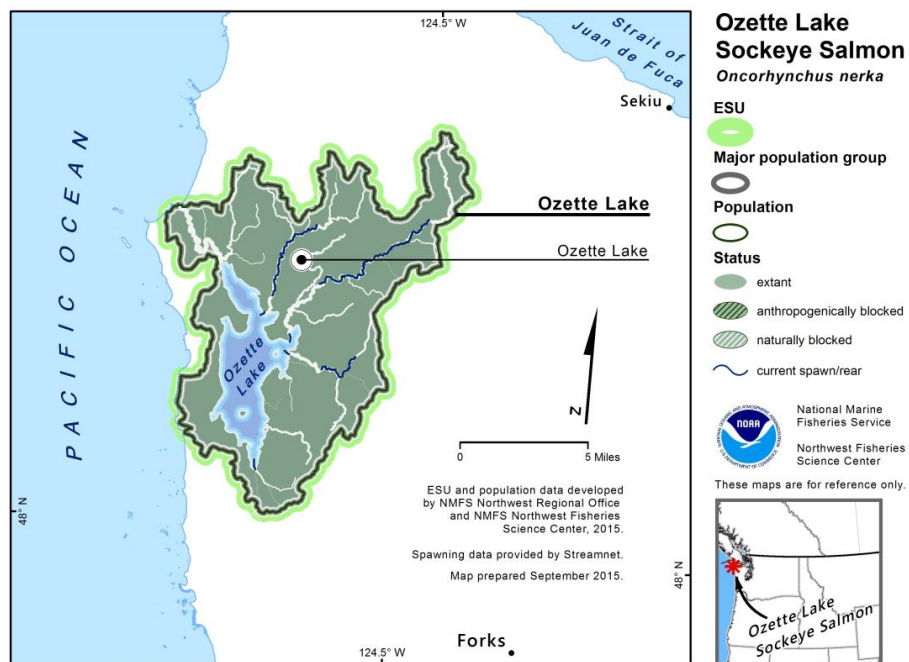 124.5° W
Strait of
Juan de Fuca
Sekiu
PACIFIC OCEAN
Ozette Lake
Ozette Lake
Ozette
Lake
N
0
5 Miles
48° N
48° N
ESU and population data developed
by NMFS Northwest Regional Office
and NMFS Northwest Fisheries
Science Center, 2015.
Spawning data provided by Streamnet.
Map prepared September 2015.
124.5° W
Forks
Ozette Lake
Sockeye Salmon
Oncorhynchus nerka
ESU
Major population group
Population
Status
extant
anthropogenically blocked
naturally blocked
current spawn/rear
NOAA
National Marine
Fisheries Service
Northwest Fisheries
Science Center
These maps are for reference only.
Ozette Lake
Sockeye Salmon